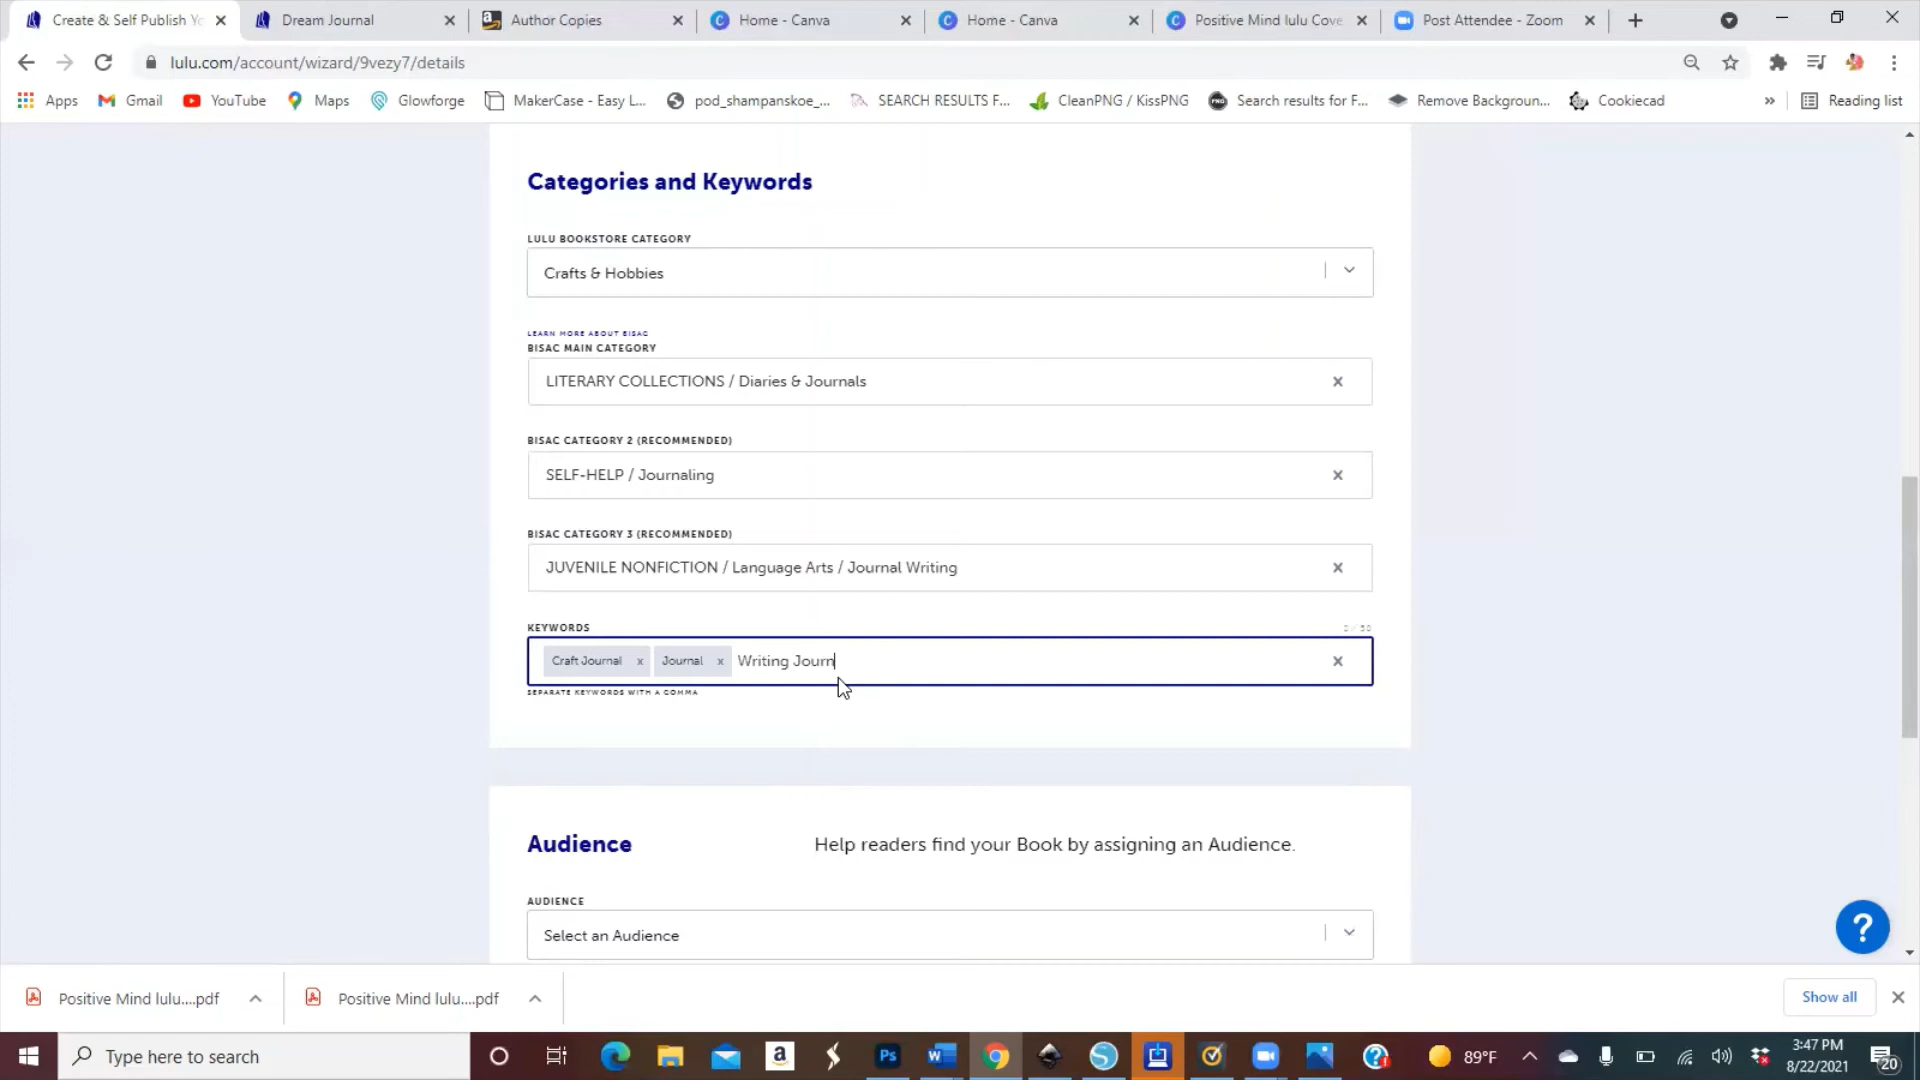 Create & Self Publish Yo
Dream Journal
Author Copies
Home - Canva
Home - Canva
Positive Mind lulu Cove
Post Attendee - Zoom
lulu.com/account/wizard/9vezy7/details
Apps
Gmail
YouTube
Maps
Glowforge
MakerCase - Easy L...
pod_shampanskoe_...
SEARCH RESULTS F...
CleanPNG / KissPNG
Search results for F...
Remove Backgroun...
Cookiecad
»
Reading list
Categories and Keywords
LULU BOOKSTORE CATEGORY
Crafts & Hobbies
LEARN MORE ABOUT BISAC
BISAC MAIN CATEGORY
LITERARY COLLECTIONS / Diaries & Journals
BISAC CATEGORY 2 (RECOMMENDED)
SELF-HELP / Journaling
BISAC CATEGORY 3 (RECOMMENDED)
JUVENILE NONFICTION / Language Arts / Journal Writing
KEYWORDS
Craft Journal x Journal x Writing Journ
SEPARATE KEYWORDS WITH A COMMA
Audience
Help readers find your Book by assigning an Audience.
AUDIENCE
Select an Audience
?
Positive Mind lulu....pdf
Positive Mind lulu....pdf
Show all
Type here to search
89°F
3:47 PM
8/22/2021
20